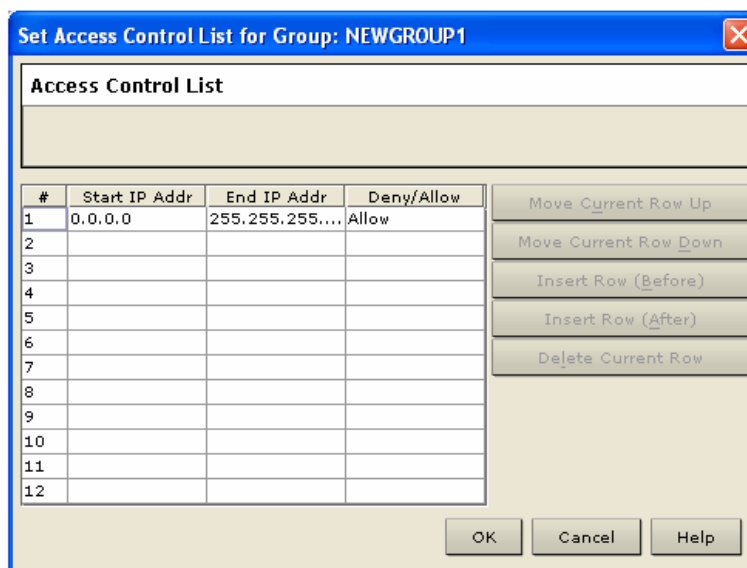 Set Access Control List for Group: NEWGROUP1
Access Control List
# Start IP Addr End IP Addr Deny/Allow
1 0.0.0.0 255.255.255.... Allow
2
3
4
5
6
7
8
9
10
11
12
Move Current Row Up
Move Current Row Down
Insert Row (Before)
Insert Row (After)
Delete Current Row
OK Cancel Help